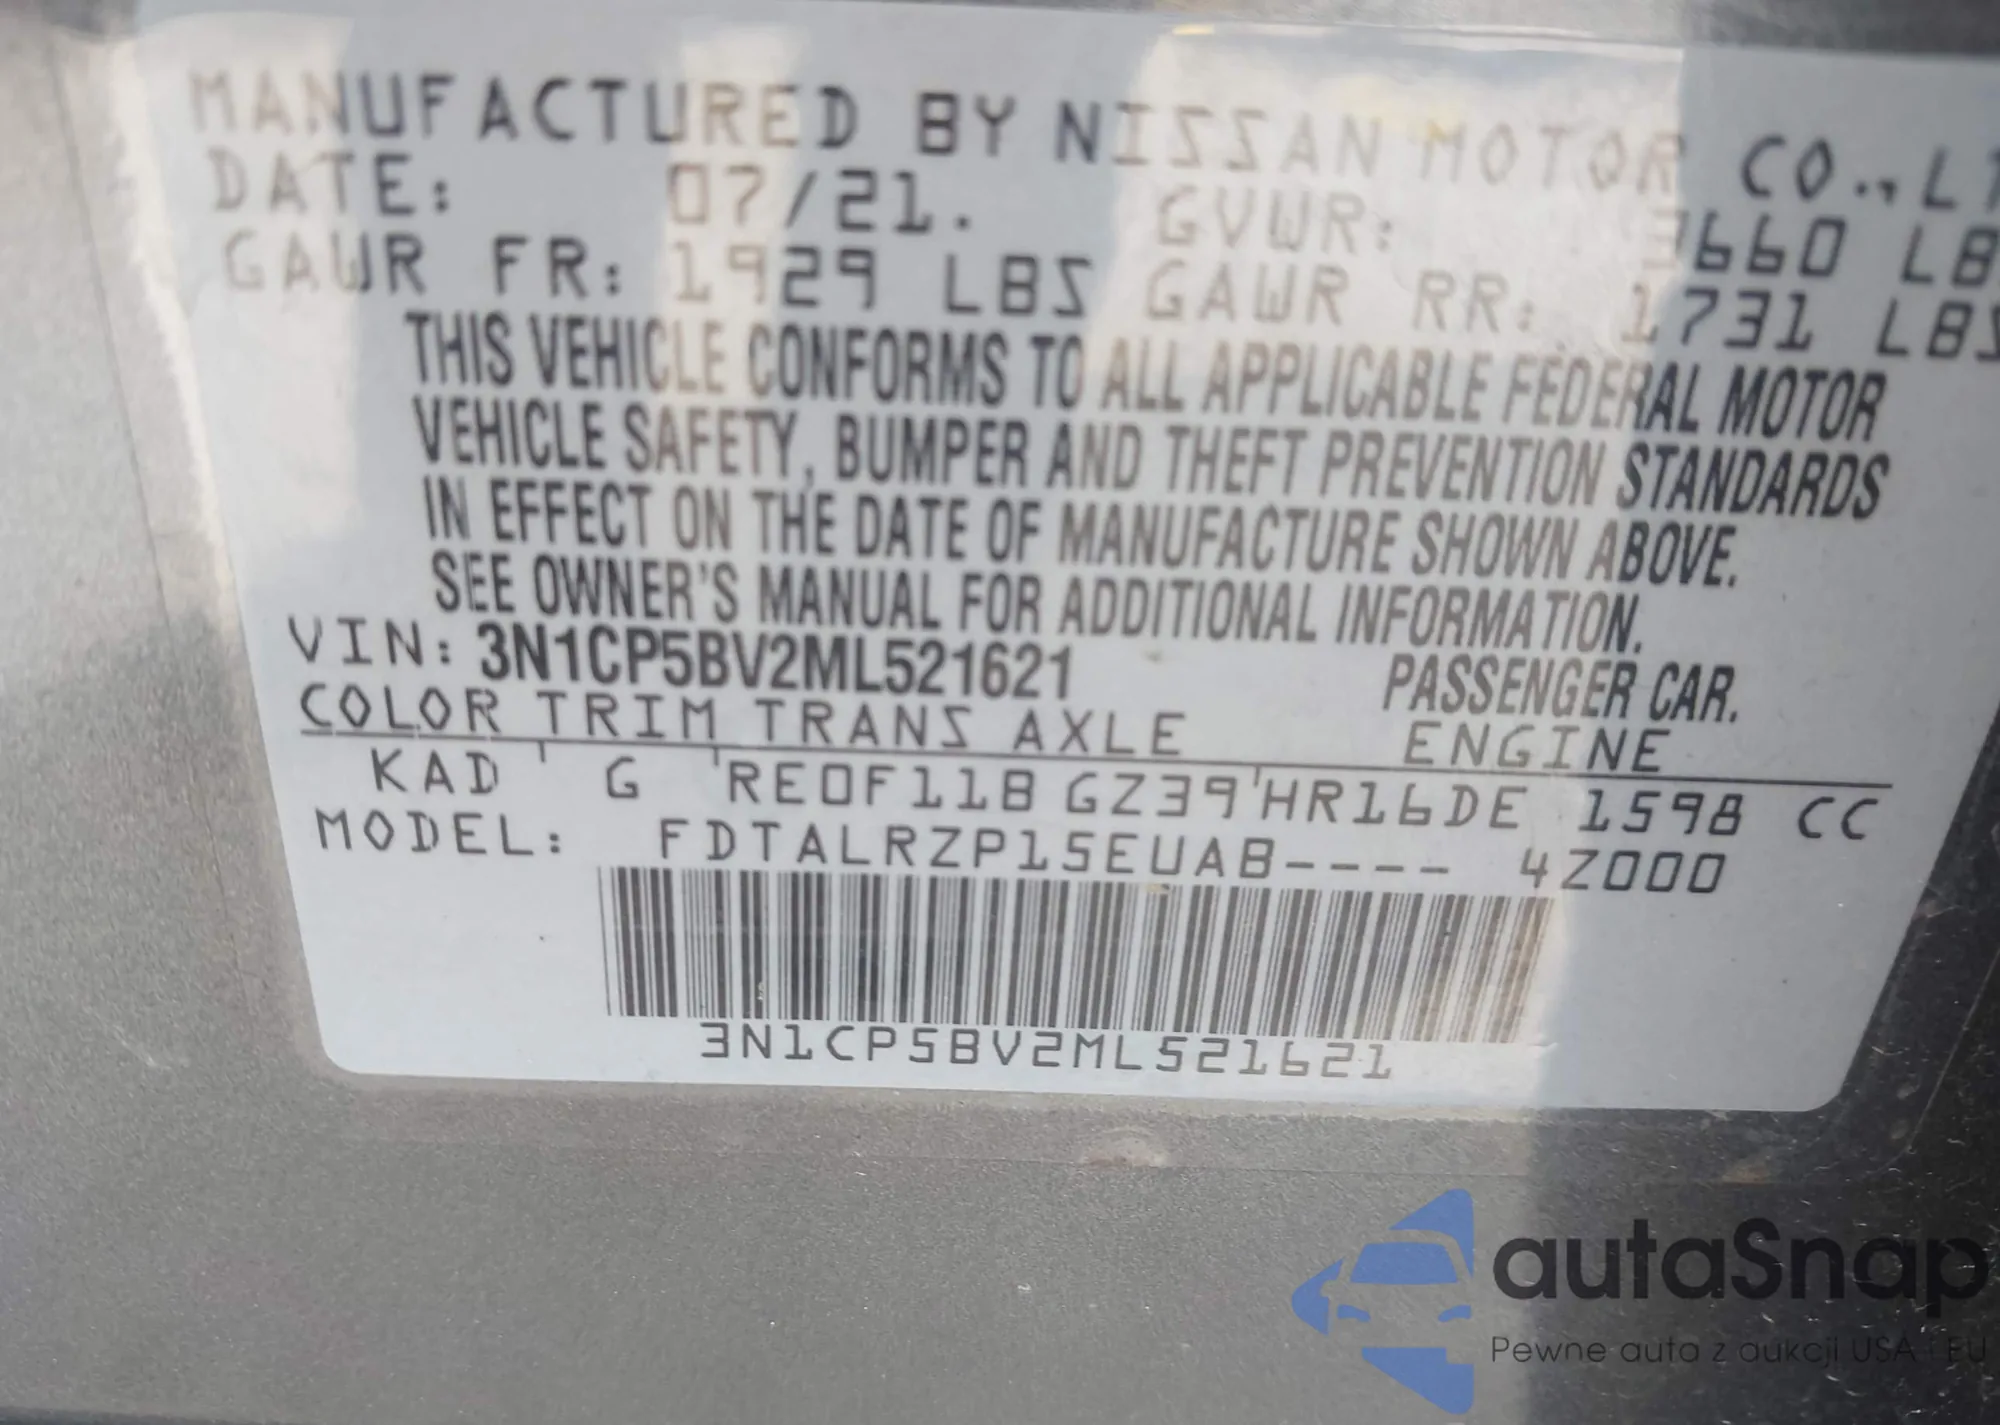 MANUFACTURED BY NISSAN MOTOR CO.,LT
DATE: 07/21. GVWR: 3660 LB
GAWR FR: 1929 LBS GAWR RR: 1731 LBS
THIS VEHICLE CONFORMS TO ALL APPLICABLE FEDERAL MOTOR
VEHICLE SAFETY, BUMPER AND THEFT PREVENTION STANDARDS
IN EFFECT ON THE DATE OF MANUFACTURE SHOWN ABOVE.
SEE OWNER'S MANUAL FOR ADDITIONAL INFORMATION.
VIN: 3N1CP5BV2ML521621 PASSENGER CAR.
COLOR TRIM TRANS AXLE ENGINE
KAD ' G 'RE0F11B GZ39'HR16DE 1598 CC
MODEL: FDTALRZP15EUAB---- 4Z000
3N1CP5BV2ML521621
autaSnap
Pewne auta z aukcji USA i EU